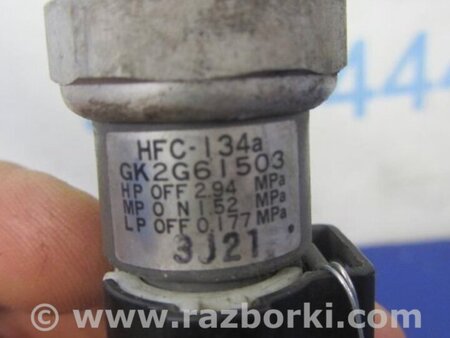 444
HFC-134a
GK2G61503
HP OFF 2.94 MPa
MP ON 1.52 MPa
LP OFF 0.177 MPa
3J21
© www.razborki.com